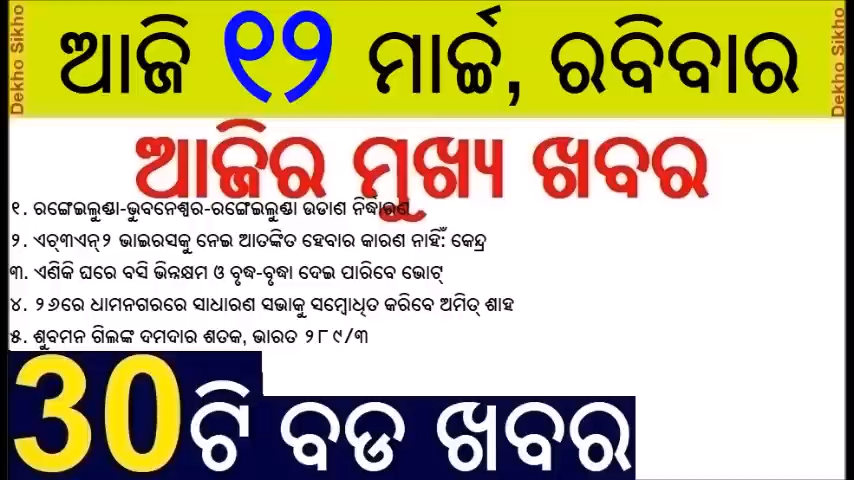 Dekho Sikho
Dekho Sikho
ଆଜି ୧୨ ମାର୍ଚ୍ଚ, ରବିବାର
ଆଜିର ମୁଖ୍ୟ ଖବର
୧. ରଙ୍ଗେଇଲୁଣ୍ଡା-ଭୁବନେଶ୍ୱର-ରଙ୍ଗେଇଲୁଣ୍ଡା ଉଡାଣ ନିର୍ଦ୍ଧାରଣ
୨. ଏଚ୍୩ଏନ୍୨ ଭାଇରସକୁ ନେଇ ଆତଙ୍କିତ ହେବାର କାରଣ ନାହିଁ: କେନ୍ଦ୍ର
୩. ଏଣିକି ଘରେ ବସି ଭିନ୍ନକ୍ଷମ ଓ ବୃଦ୍ଧ-ବୃଦ୍ଧା ଦେଇ ପାରିବେ ଭୋଟ୍
୪. ୨୬ରେ ଧାମନଗରରେ ସାଧାରଣ ସଭାକୁ ସମ୍ବୋଧିତ କରିବେ ଅମିତ୍ ଶାହ
୫. ଶୁବମନ ଗିଲଙ୍କ ଦମଦାର ଶତକ, ଭାରତ ୨୮୯/୩
30ଟି ବଡ ଖବର